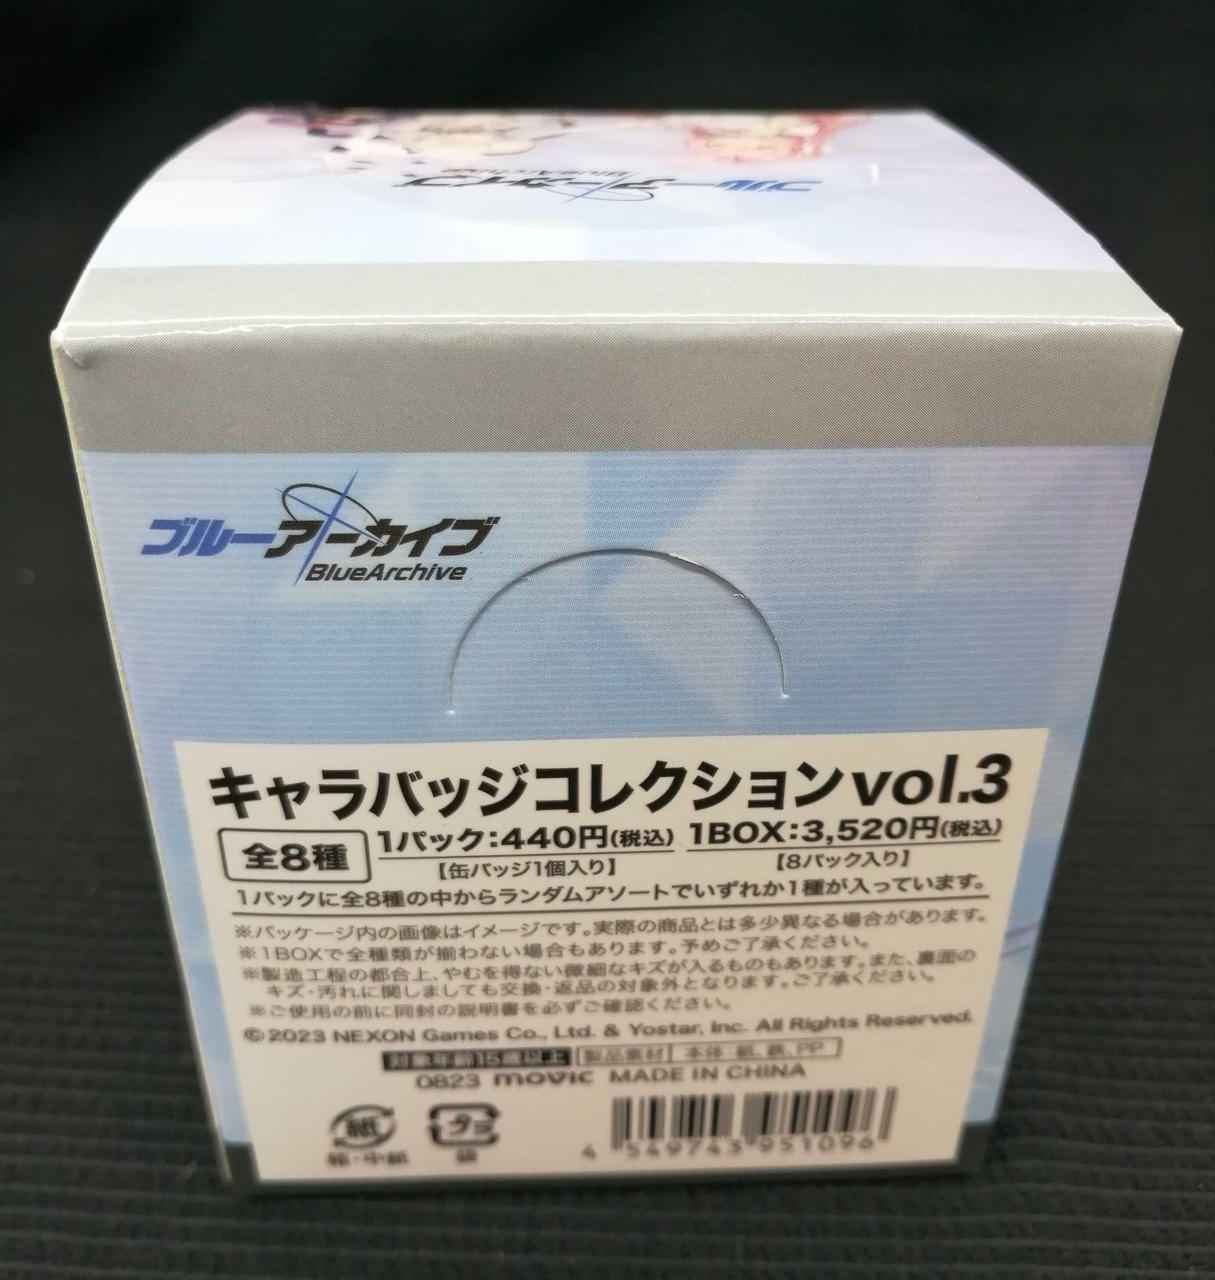 ブルーアーカイブ
BlueArchive
ブルーアーカイブ
BlueArchive
キャラバッジコレクションvol.3
全8種
1パック:440円(税込) 1BOX:3,520円(税込)
【缶バッジ1個入り】 【8パック入り】
1パックに全8種の中からランダムアソートでいずれか1種が入っています。
※パッケージ内の画像はイメージです。実際の商品とは多少異なる場合があります。
※1BOXで全種類が揃わない場合もあります。予めご了承ください。
※製造工程の都合上、やむを得ない微細なキズが入るものもあります。また、裏面の
キズ・汚れに関しましても交換・返品の対象外となります。ご了承ください。
※ご使用の前に同封の説明書を必ずご確認ください。
©2023 NEXON Games Co., Ltd. & Yostar, Inc. All Rights Reserved.
対象年齢15歳以上 製品素材 本体:紙、鉄、PP
0823 movic MADE IN CHINA
紙 プラ
箱・中紙 袋
4 549743 951096